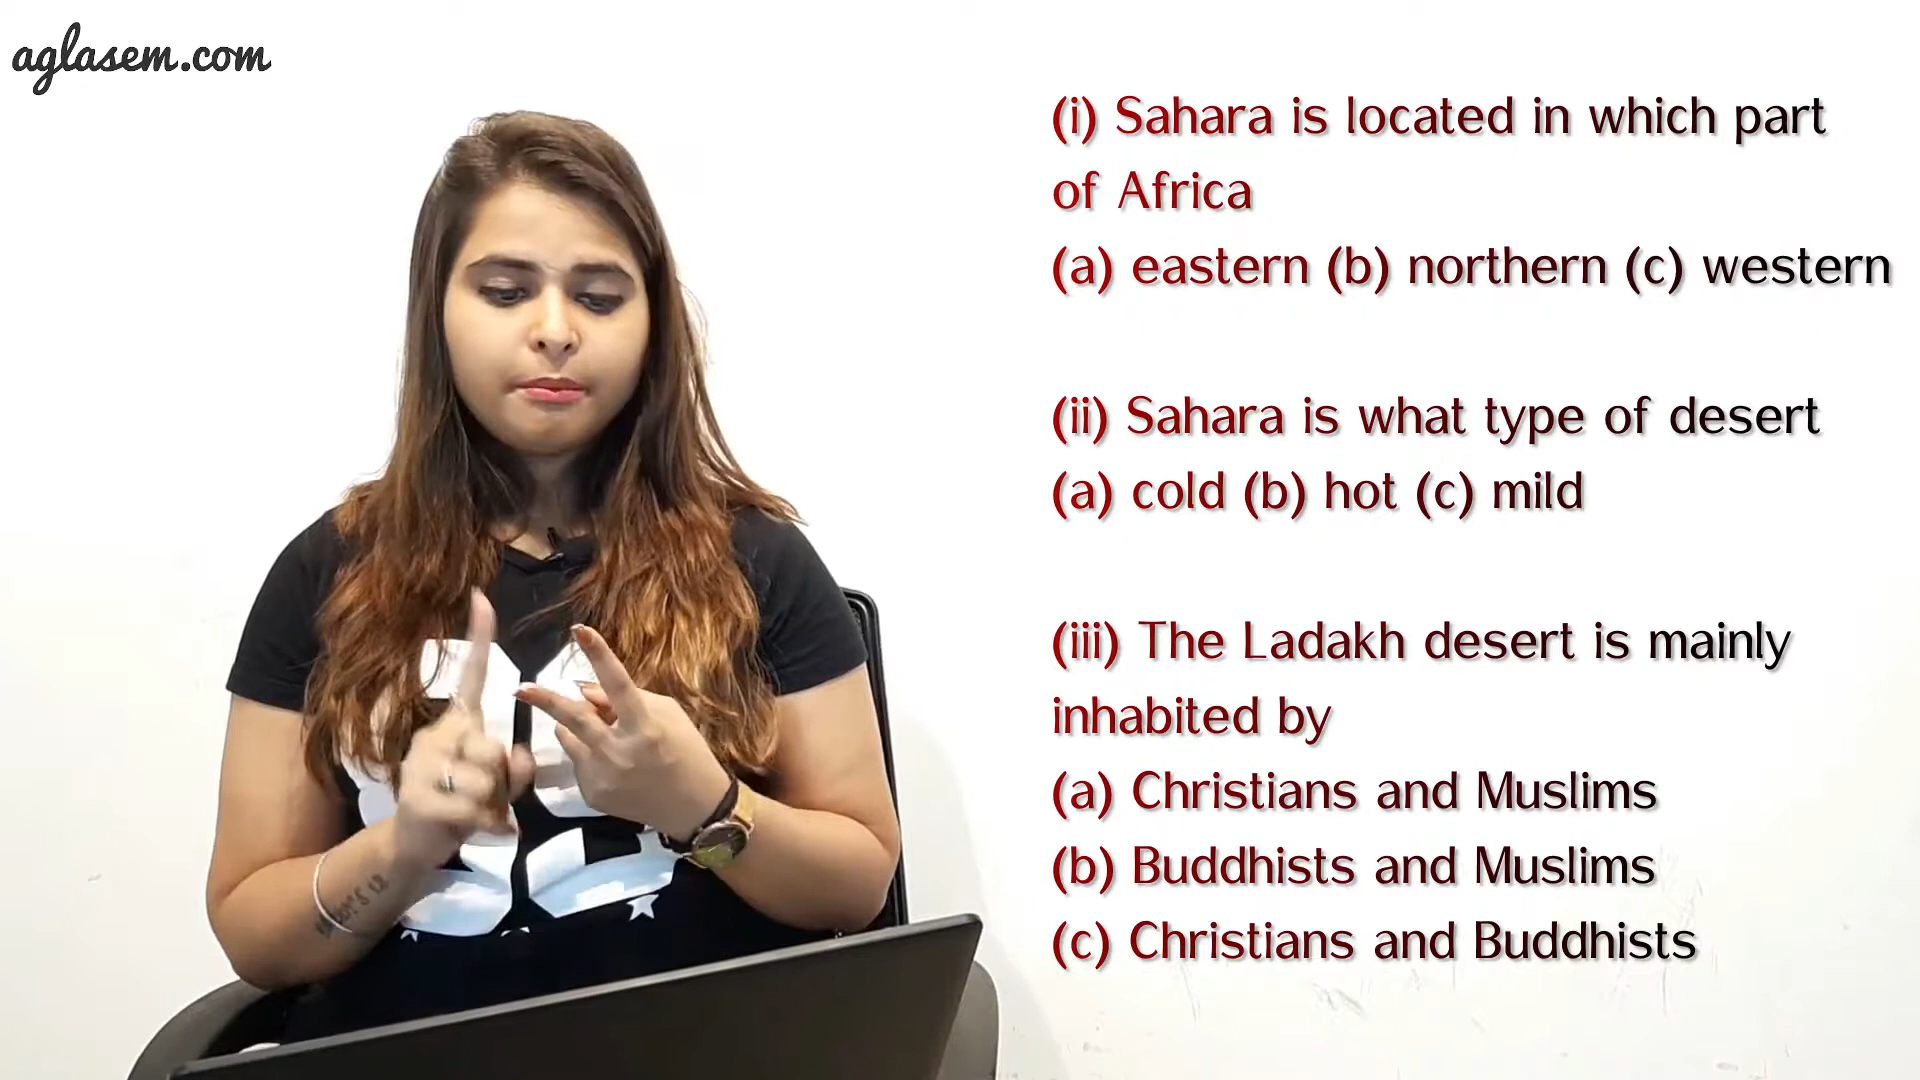 aglasem.com
(i) Sahara is located in which part
of Africa
(a) eastern (b) northern (c) western
(ii) Sahara is what type of desert
(a) cold (b) hot (c) mild
(iii) The Ladakh desert is mainly
inhabited by
(a) Christians and Muslims
(b) Buddhists and Muslims
(c) Christians and Buddhists